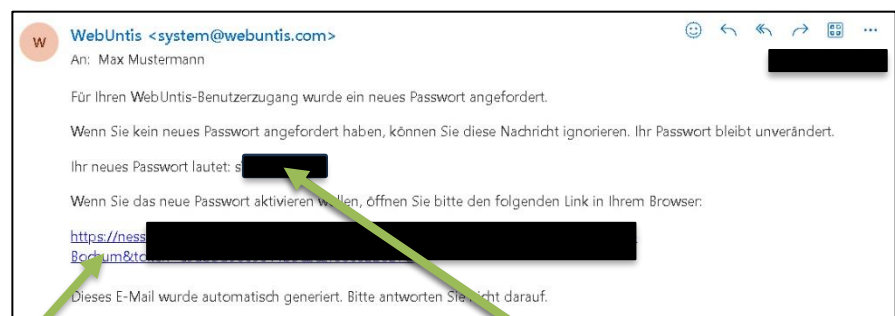 W
WebUntis <system@webuntis.com>
An: Max Mustermann
Für Ihren WebUntis-Benutzerzugang wurde ein neues Passwort angefordert.
Wenn Sie kein neues Passwort angefordert haben, können Sie diese Nachricht ignorieren. Ihr Passwort bleibt unverändert.
Ihr neues Passwort lautet: s
Wenn Sie das neue Passwort aktivieren wollen, öffnen Sie bitte den folgenden Link in Ihrem Browser:
https://ness
Bochum&to
Dieses E-Mail wurde automatisch generiert. Bitte antworten Sie nicht darauf.